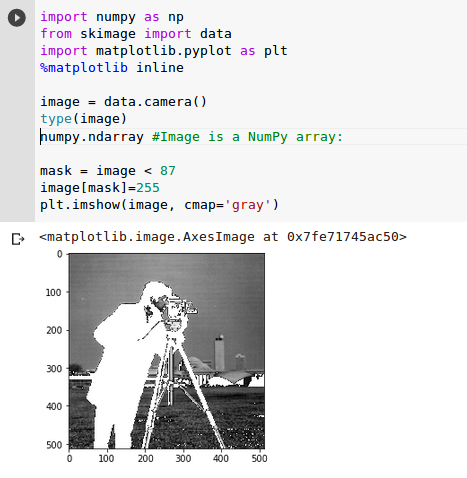 import numpy as np
from skimage import data
import matplotlib.pyplot as plt
%matplotlib inline
image = data.camera()
type(image)
numpy.ndarray #Image is a NumPy array:
mask = image < 87
image[mask]=255
plt.imshow(image, cmap='gray')
<matplotlib.image.AxesImage at 0x7fe71745ac50>
0
100
200
300
400
500
0 100 200 300 400 500